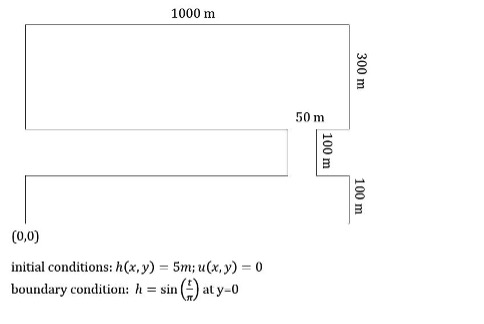 1000 m
300 m
50 m
100 m
100 m
(0,0)
initial conditions: h(x, y) = 5m; u(x, y) = 0
boundary condition: h = sin (t/π) at y=0